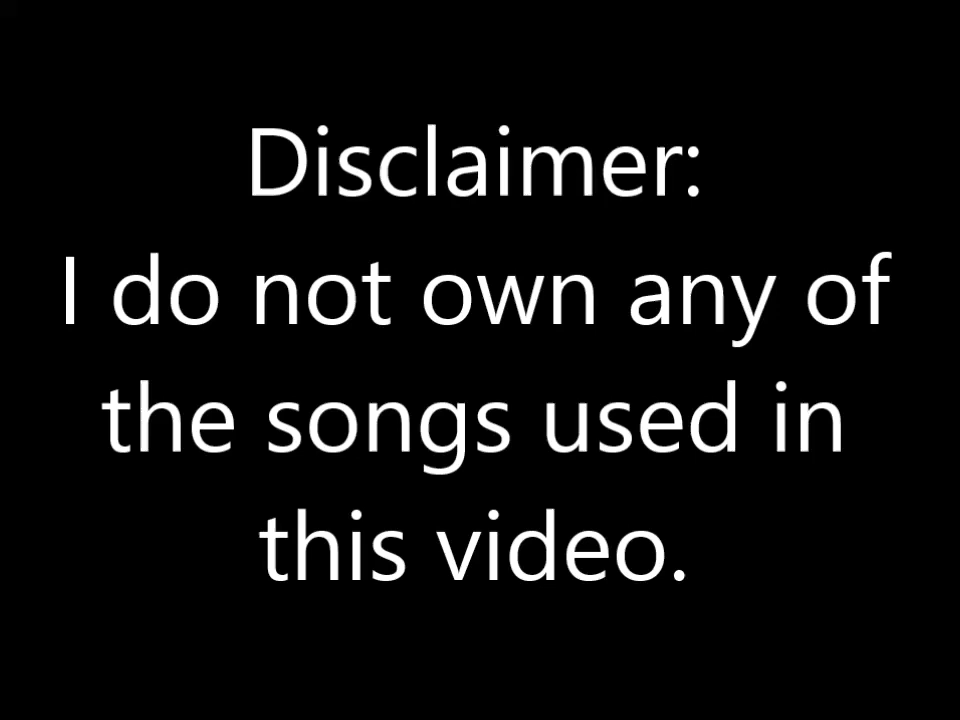 Disclaimer:
I do not own any of
the songs used in
this video.